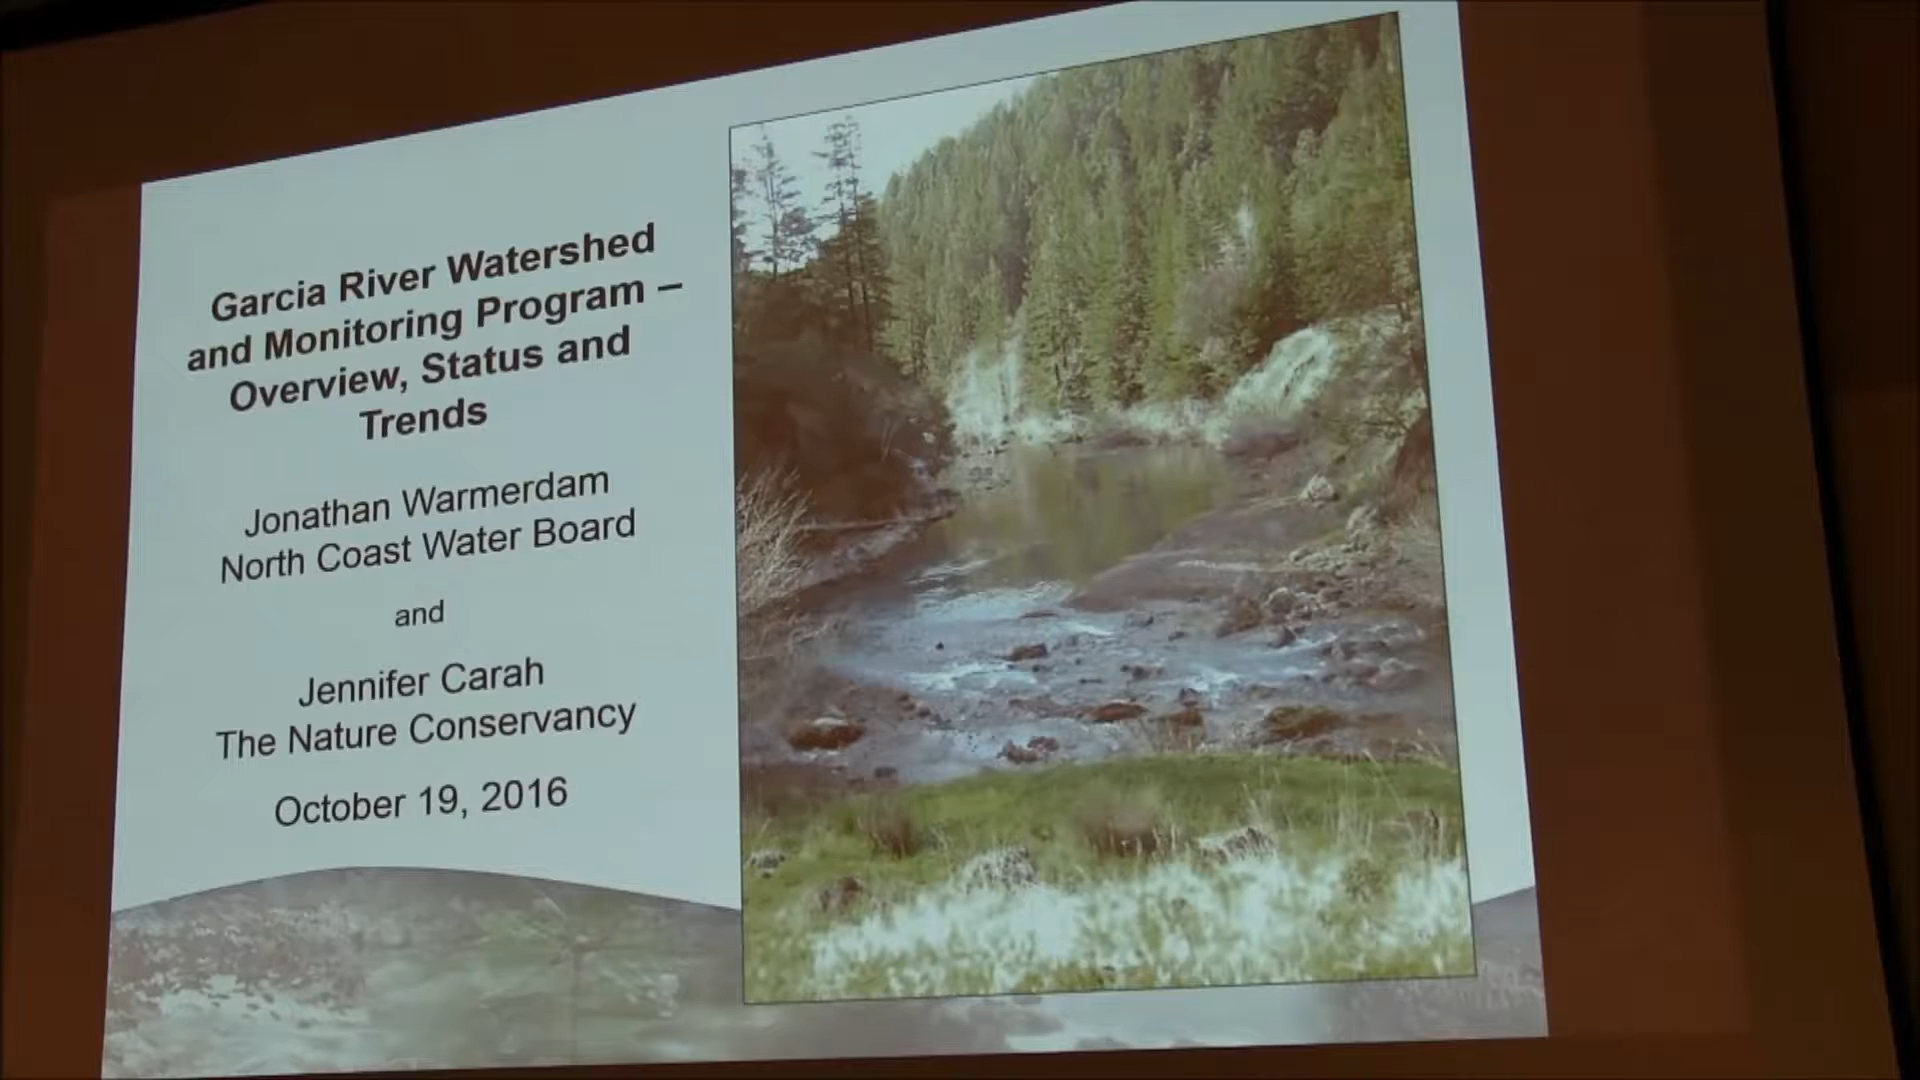 Garcia River Watershed
and Monitoring Program –
Overview, Status and
Trends
Jonathan Warmerdam
North Coast Water Board
and
Jennifer Carah
The Nature Conservancy
October 19, 2016